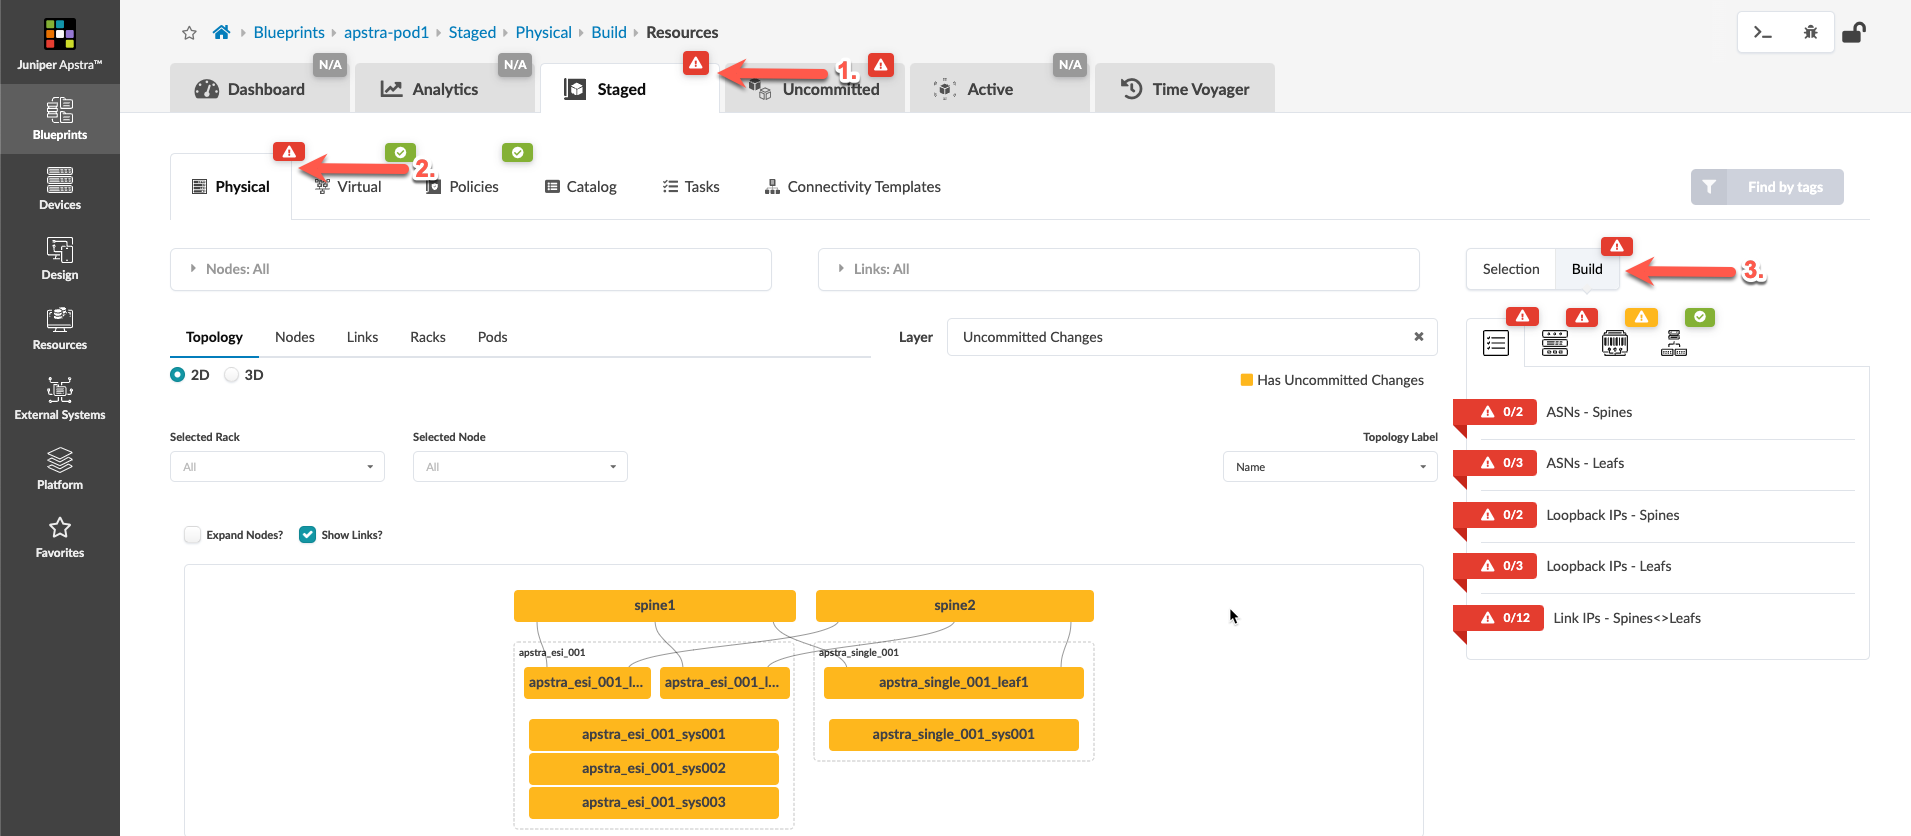 Juniper Apstra™
Blueprints
Devices
Design
Resources
External Systems
Platform
Favorites
Blueprints
apstra-pod1
Staged
Physical
Build
Resources
Dashboard
N/A
Analytics
N/A
Staged
1.
Uncommitted
Active
N/A
Time Voyager
Physical
2.
Virtual
Policies
Catalog
Tasks
Connectivity Templates
Find by tags
Nodes: All
Links: All
Selection
Build
3.
Topology
Nodes
Links
Racks
Pods
Layer
Uncommitted Changes
2D
3D
Has Uncommitted Changes
Selected Rack
All
Selected Node
All
Topology Label
Name
Expand Nodes?
Show Links?
0/2 ASNs - Spines
0/3 ASNs - Leafs
0/2 Loopback IPs - Spines
0/3 Loopback IPs - Leafs
0/12 Link IPs - Spines<>Leafs
spine1
spine2
apstra_esi_001
apstra_single_001
apstra_esi_001_l...
apstra_esi_001_l...
apstra_single_001_leaf1
apstra_esi_001_sys001
apstra_single_001_sys001
apstra_esi_001_sys002
apstra_esi_001_sys003